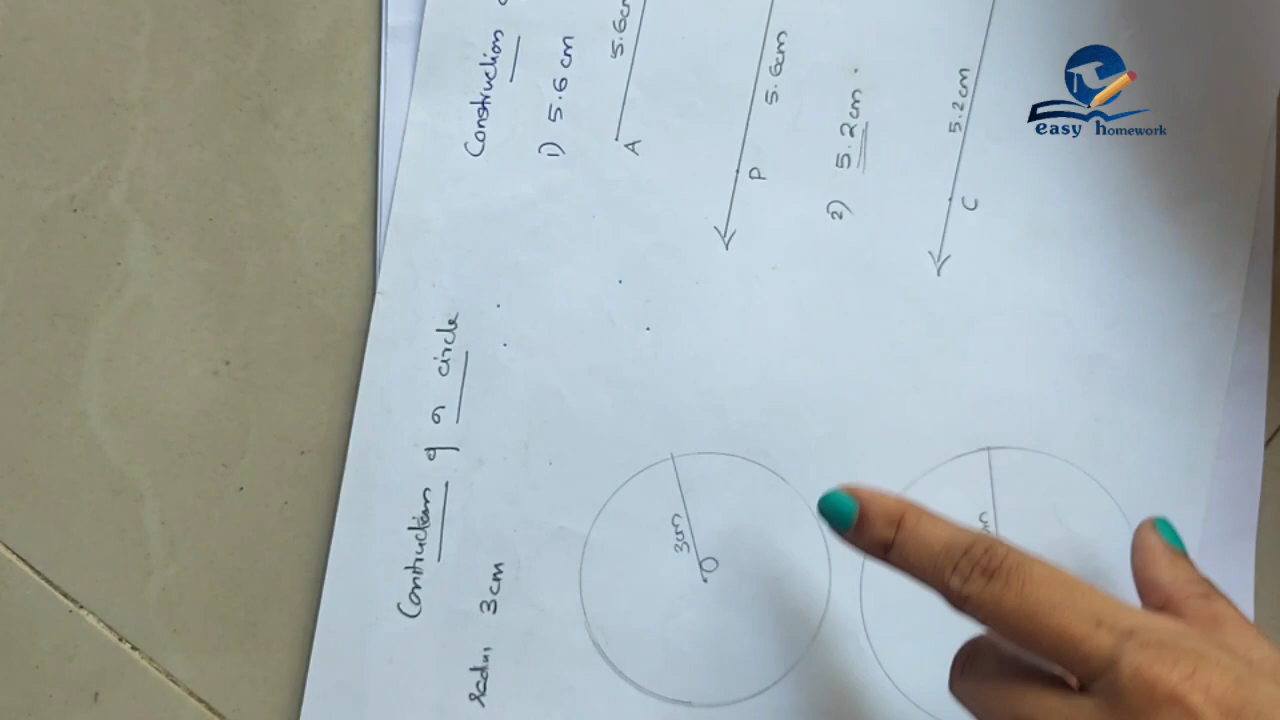 Construction of a circle
radius 3cm
3cm
Construction
1) 5.6 cm
5.6cm
A
5.6cm
P
2) 5.2cm.
5.2cm
C
easy homework